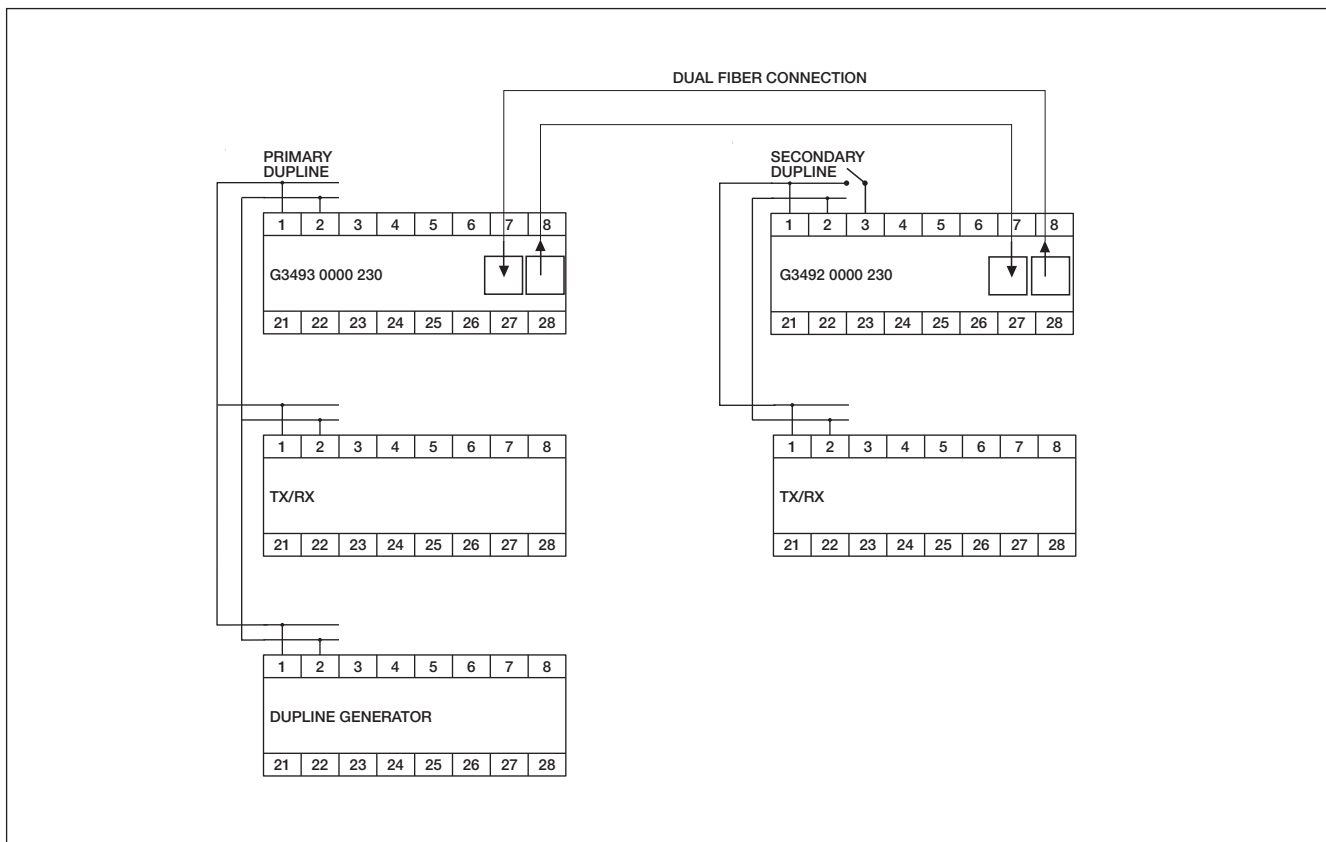 DUAL FIBER CONNECTION
PRIMARY
DUPLINE
SECONDARY
DUPLINE
1 2 3 4 5 6 7 8
G3493 0000 230
21 22 23 24 25 26 27 28
1 2 3 4 5 6 7 8
G3492 0000 230
21 22 23 24 25 26 27 28
1 2 3 4 5 6 7 8
TX/RX
21 22 23 24 25 26 27 28
1 2 3 4 5 6 7 8
TX/RX
21 22 23 24 25 26 27 28
1 2 3 4 5 6 7 8
DUPLINE GENERATOR
21 22 23 24 25 26 27 28